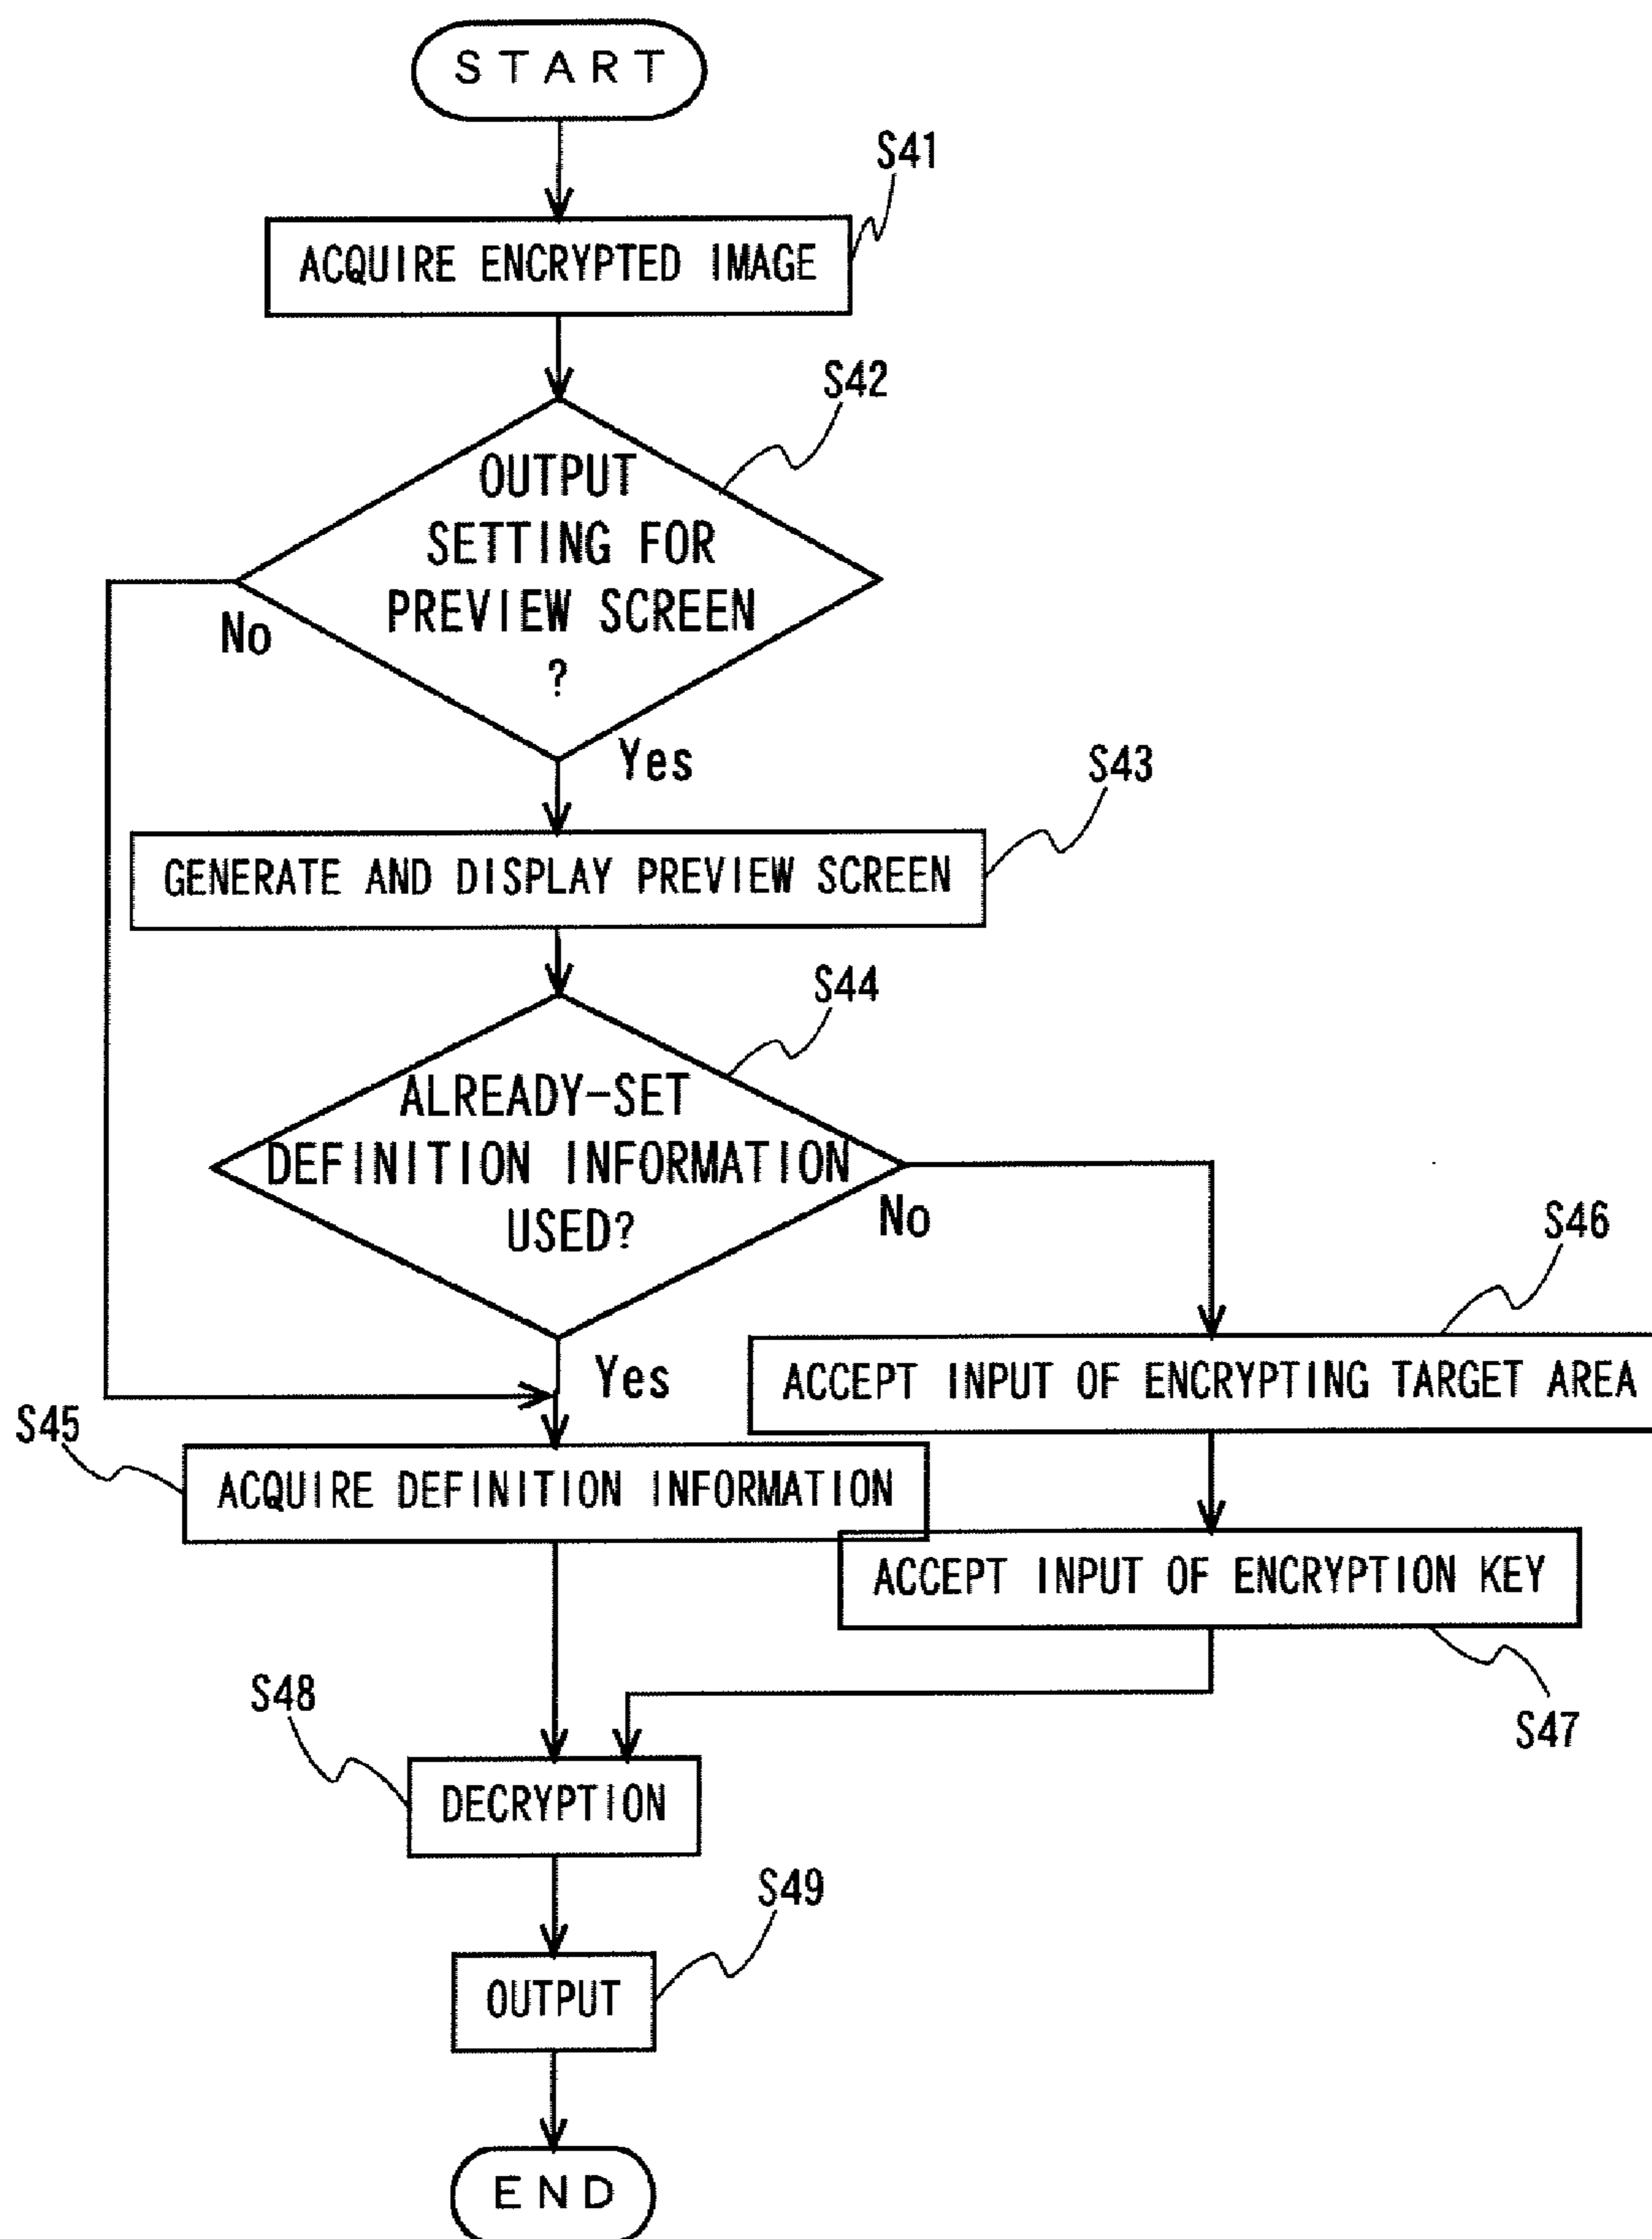 START
S41
ACQUIRE ENCRYPTED IMAGE
S42
OUTPUT
SETTING FOR
PREVIEW SCREEN
?
No
Yes
S43
GENERATE AND DISPLAY PREVIEW SCREEN
S44
ALREADY-SET
DEFINITION INFORMATION
USED?
No
Yes
S46
ACCEPT INPUT OF ENCRYPTING TARGET AREA
S45
ACQUIRE DEFINITION INFORMATION
ACCEPT INPUT OF ENCRYPTION KEY
S47
S48
DECRYPTION
S49
OUTPUT
END